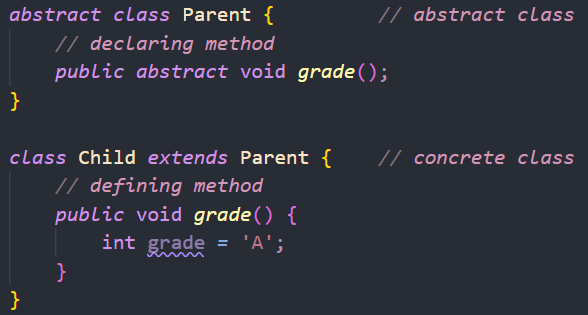 abstract class Parent {         // abstract class
    // declaring method
    public abstract void grade();
}

class Child extends Parent {    // concrete class
    // defining method
    public void grade() {
        int grade = 'A';
    }
}